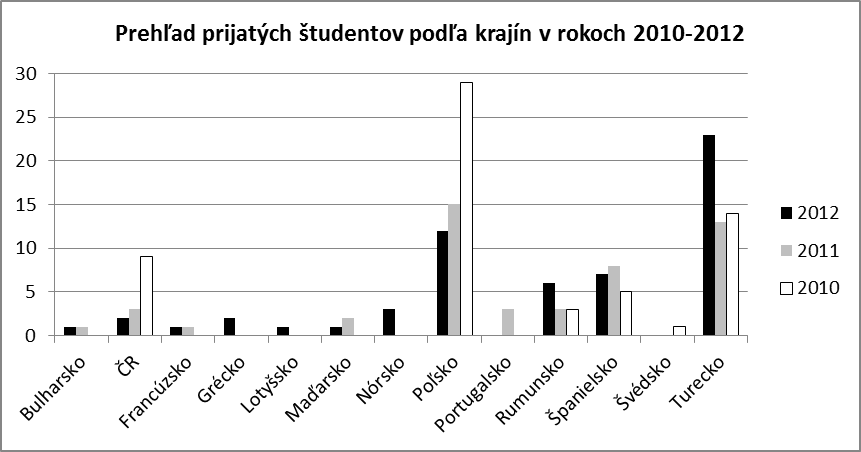 Prehľad prijatých študentov podľa krajín v rokoch 2010-2012
30
25
20
15
10
5
0
2012
2011
2010
Bulharsko
ČR
Francúzsko
Grécko
Lotyšsko
Maďarsko
Nórsko
Poľsko
Portugalsko
Rumunsko
Španielsko
Švédsko
Turecko